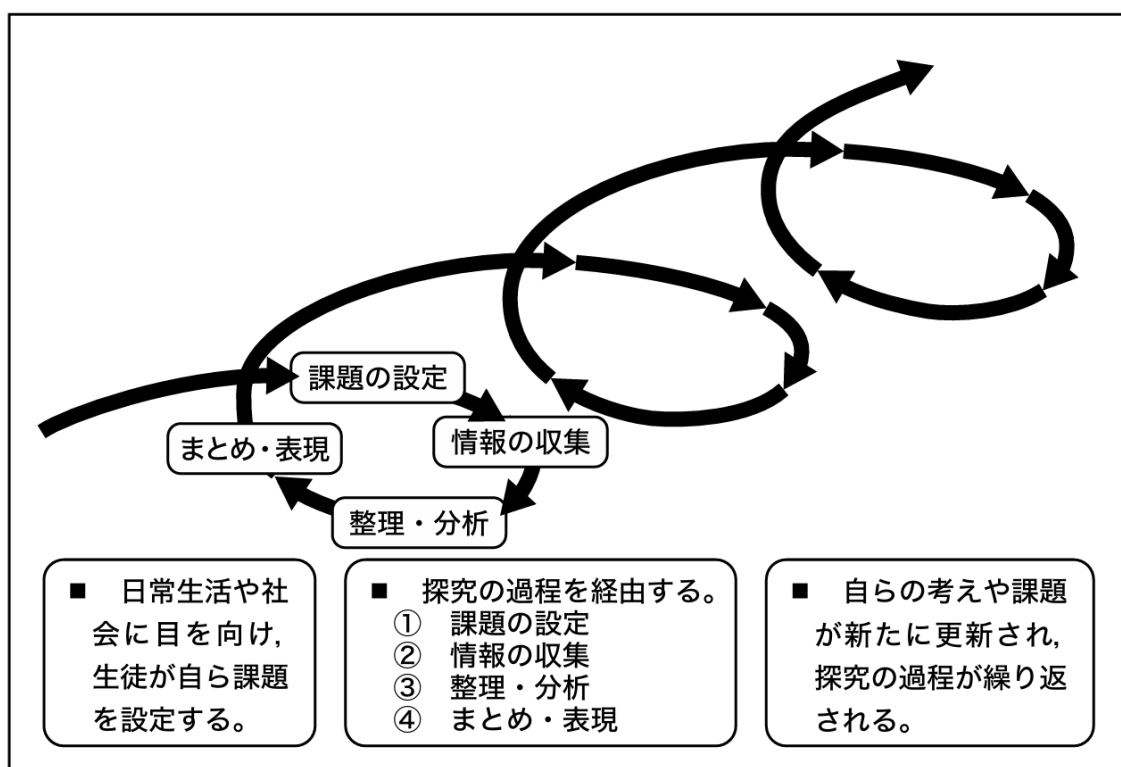 課題の設定
情報の収集
整理・分析
まとめ・表現
■　日常生活や社
会に目を向け,
生徒が自ら課題
を設定する。
■　探究の過程を経由する。
①　課題の設定
②　情報の収集
③　整理・分析
④　まとめ・表現
■　自らの考えや課題
が新たに更新され,
探究の過程が繰り返
される。